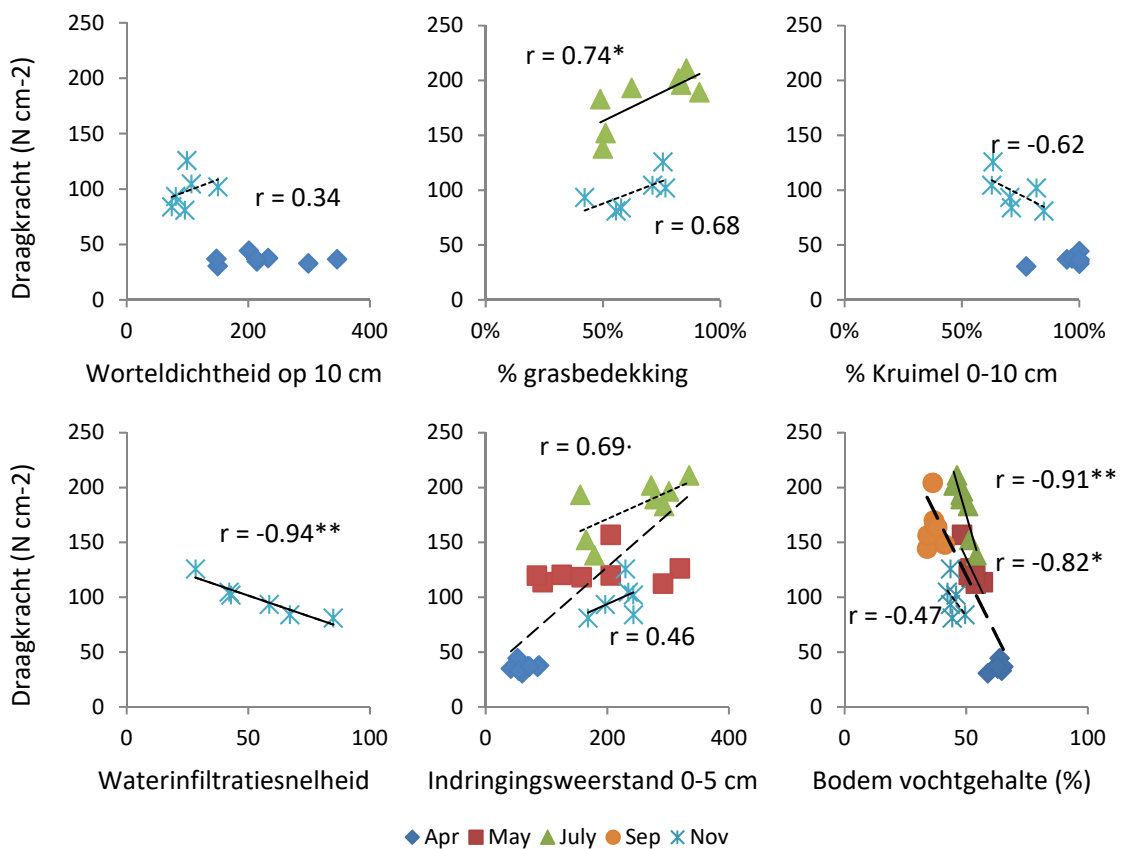 Draagkracht (N cm-2)
250
200
150
100
50
0
0 200 400
r = 0.34
Worteldichtheid op 10 cm
250
200
150
100
50
0
0% 50% 100%
r = 0.74*
r = 0.68
% grasbedekking
250
200
150
100
50
0
0% 50% 100%
r = -0.62
% Kruimel 0-10 cm
Draagkracht (N cm-2)
250
200
150
100
50
0
0 50 100
r = -0.94**
Waterinfiltratiesnelheid
250
200
150
100
50
0
0 200 400
r = 0.69·
r = 0.46
Indringingsweerstand 0-5 cm
250
200
150
100
50
0
0 50 100
r = -0.91**
r = -0.82*
r = -0.47
Bodem vochtgehalte (%)
Apr May July Sep Nov